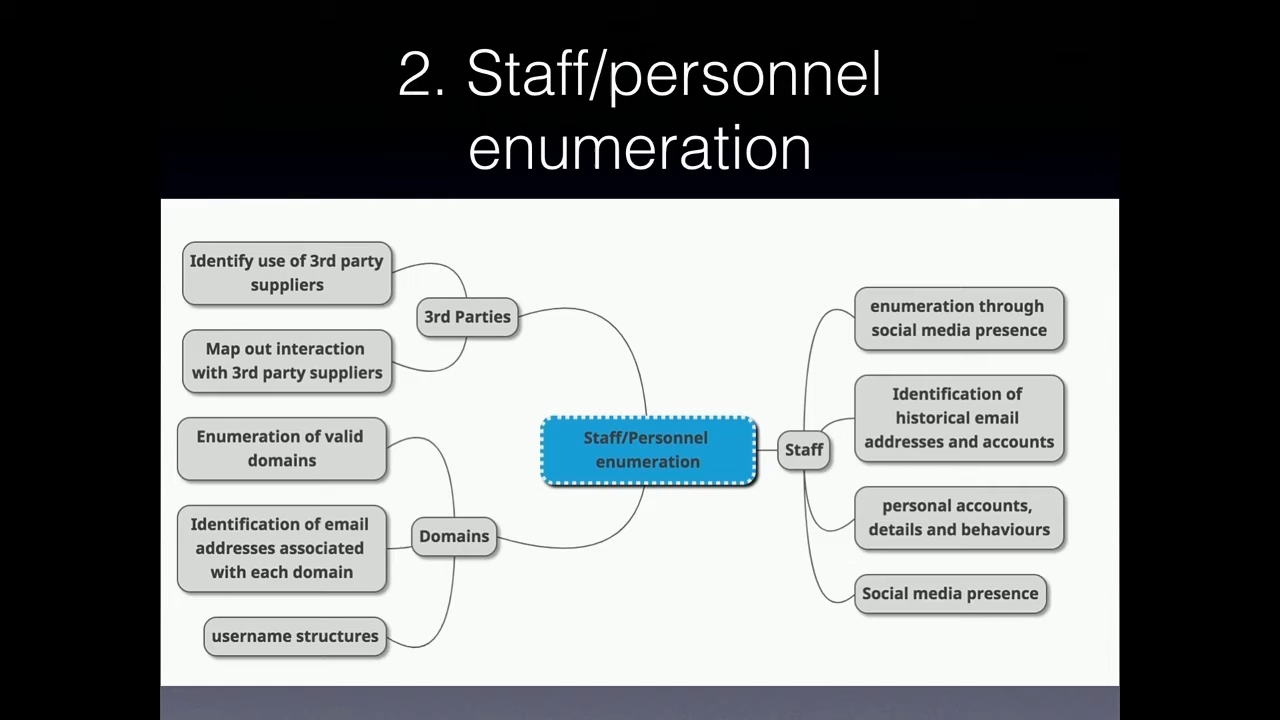 2. Staff/personnel
enumeration
Identify use of 3rd party
suppliers
3rd Parties
Map out interaction
with 3rd party suppliers
Enumeration of valid
domains
Identification of email
addresses associated
with each domain
Domains
username structures
Staff/Personnel
enumeration
Staff
enumeration through
social media presence
Identification of
historical email
addresses and accounts
personal accounts,
details and behaviours
Social media presence